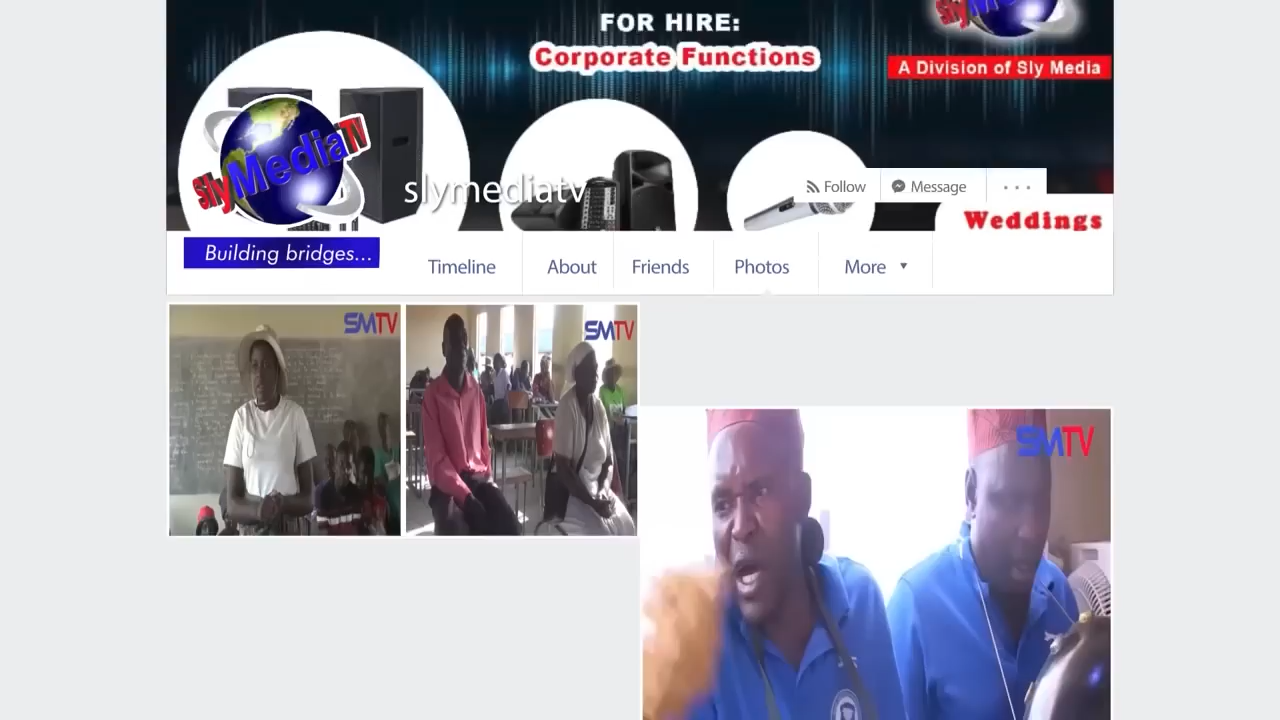 FOR HIRE:
Corporate Functions
A Division of Sly Media
SlyMediaTV
slymediatv
Follow
Message
Weddings
Building bridges...
Timeline
About
Friends
Photos
More
SMTV
SMTV
SMTV